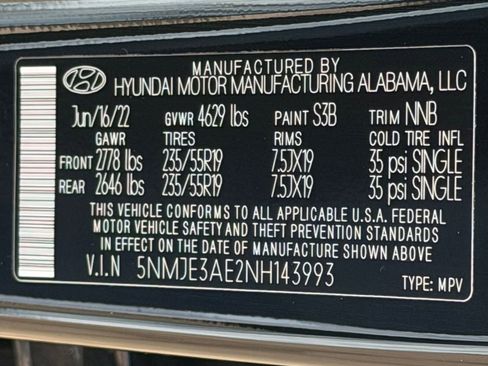 MANUFACTURED BY
HYUNDAI MOTOR MANUFACTURING ALABAMA, LLC
Jun/16/22 GVWR 4629 lbs PAINT S3B TRIM NNB
GAWR TIRES RIMS COLD TIRE INFL
FRONT 2778 lbs 235/55R19 7.5JX19 35 psi SINGLE
REAR 2646 lbs 235/55R19 7.5JX19 35 psi SINGLE
THIS VEHICLE CONFORMS TO ALL APPLICABLE U.S.A. FEDERAL
MOTOR VEHICLE SAFETY AND THEFT PREVENTION STANDARDS
IN EFFECT ON THE DATE OF MANUFACTURE SHOWN ABOVE
V.I.N 5NMJE3AE2NH143993 TYPE: MPV